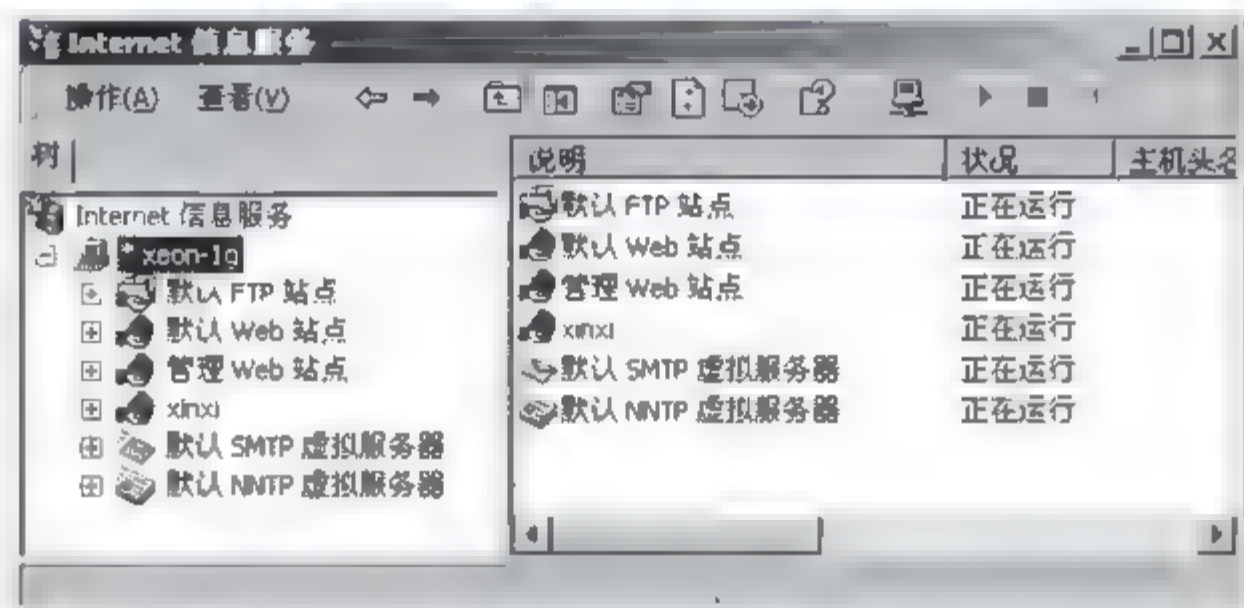 Internet 信息服务
操作(A) 查看(V)
树
说明 状况 主机头名
Internet 信息服务
* xeon-lq
默认 FTP 站点
默认 Web 站点
管理 Web 站点
xinxi
默认 SMTP 虚拟服务器
默认 NNTP 虚拟服务器
默认 FTP 站点 正在运行
默认 Web 站点 正在运行
管理 Web 站点 正在运行
xinxi 正在运行
默认 SMTP 虚拟服务器 正在运行
默认 NNTP 虚拟服务器 正在运行